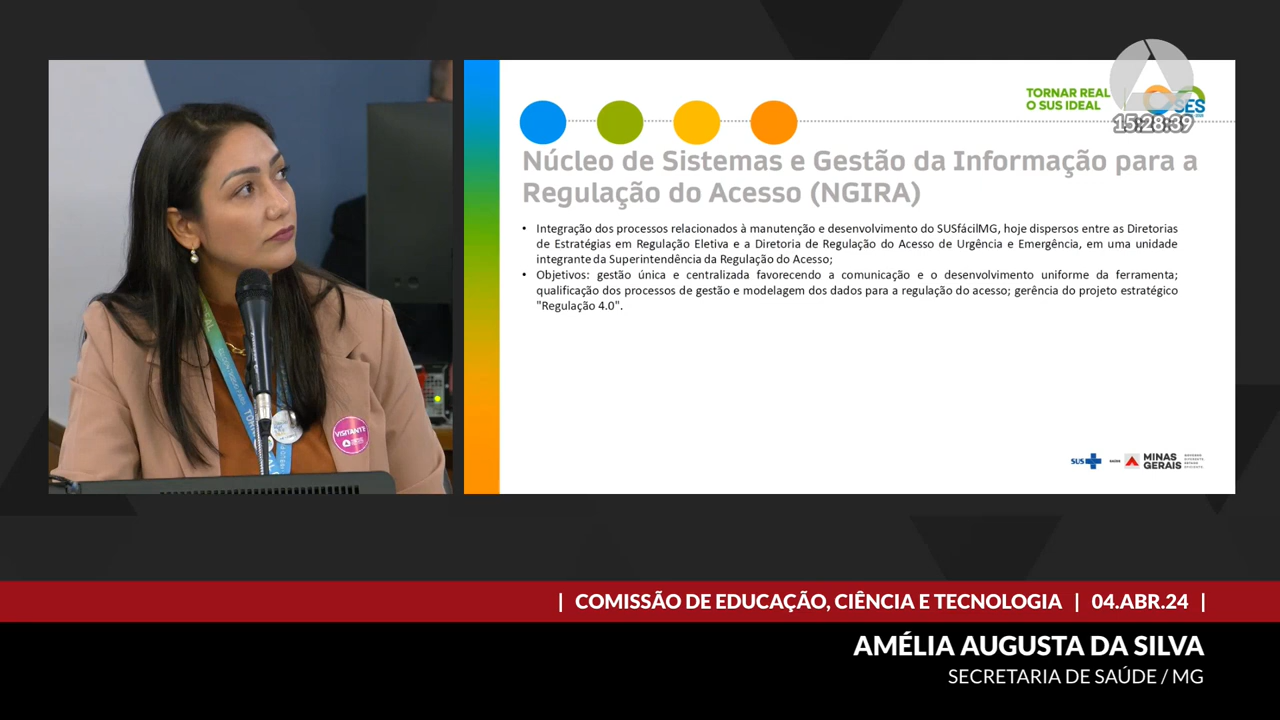 TORNAR REAL
O SUS IDEAL
SES
15:28:39
Núcleo de Sistemas e Gestão da Informação para a
Regulação do Acesso (NGIRA)
• Integração dos processos relacionados à manutenção e desenvolvimento do SUSfácilMG, hoje dispersos entre as Diretorias
de Estratégias em Regulação Eletiva e a Diretoria de Regulação do Acesso de Urgência e Emergência, em uma unidade
integrante da Superintendência da Regulação do Acesso;
• Objetivos: gestão única e centralizada favorecendo a comunicação e o desenvolvimento uniforme da ferramenta;
qualificação dos processos de gestão e modelagem dos dados para a regulação do acesso; gerência do projeto estratégico
"Regulação 4.0".
VISITANTE
SUS
SAÚDE
MINAS
GERAIS
| COMISSÃO DE EDUCAÇÃO, CIÊNCIA E TECNOLOGIA | 04.ABR.24 |
AMÉLIA AUGUSTA DA SILVA
SECRETARIA DE SAÚDE / MG